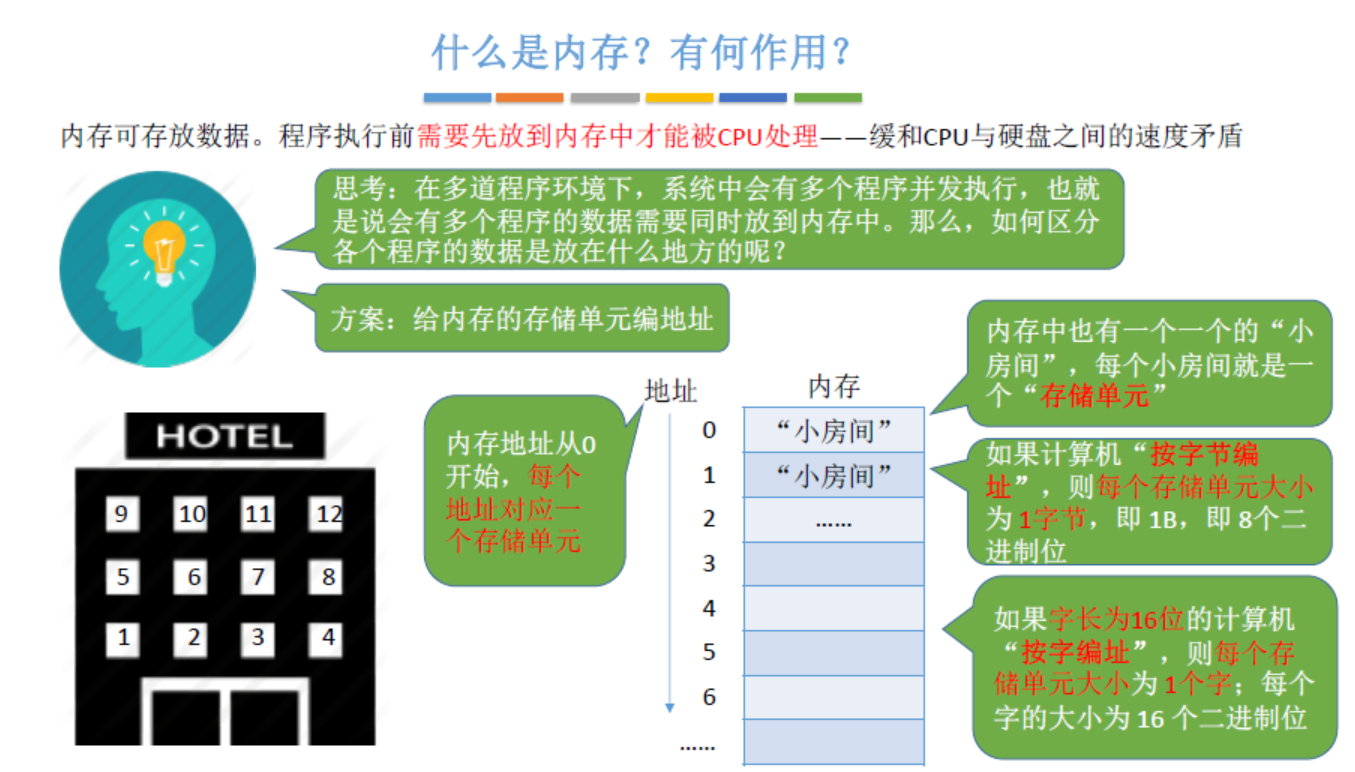 什么是内存？有何作用？
内存可存放数据。程序执行前需要先放到内存中才能被CPU处理——缓和CPU与硬盘之间的速度矛盾
思考：在多道程序环境下，系统中会有多个程序并发执行，也就
是说会有多个程序的数据需要同时放到内存中。那么，如何区分
各个程序的数据是放在什么地方的呢？
方案：给内存的存储单元编地址
HOTEL
9 10 11 12
5 6 7 8
1 2 3 4
内存地址从0
开始，每个
地址对应一
个存储单元
地址 内存
0 “小房间”
1 “小房间”
2 ……
3
4
5
6
……
内存中也有一个一个的“小
房间”，每个小房间就是一
个“存储单元”
如果计算机“按字节编
址”，则每个存储单元大小
为 1字节，即 1B，即 8个二
进制位
如果字长为16位的计算机
“按字编址”，则每个存
储单元大小为 1个字；每个
字的大小为 16 个二进制位